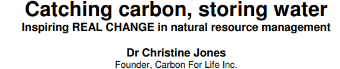 Catching carbon, storing water
Inspiring REAL CHANGE in natural resource management
Dr Christine Jones
Founder, Carbon For Life Inc.